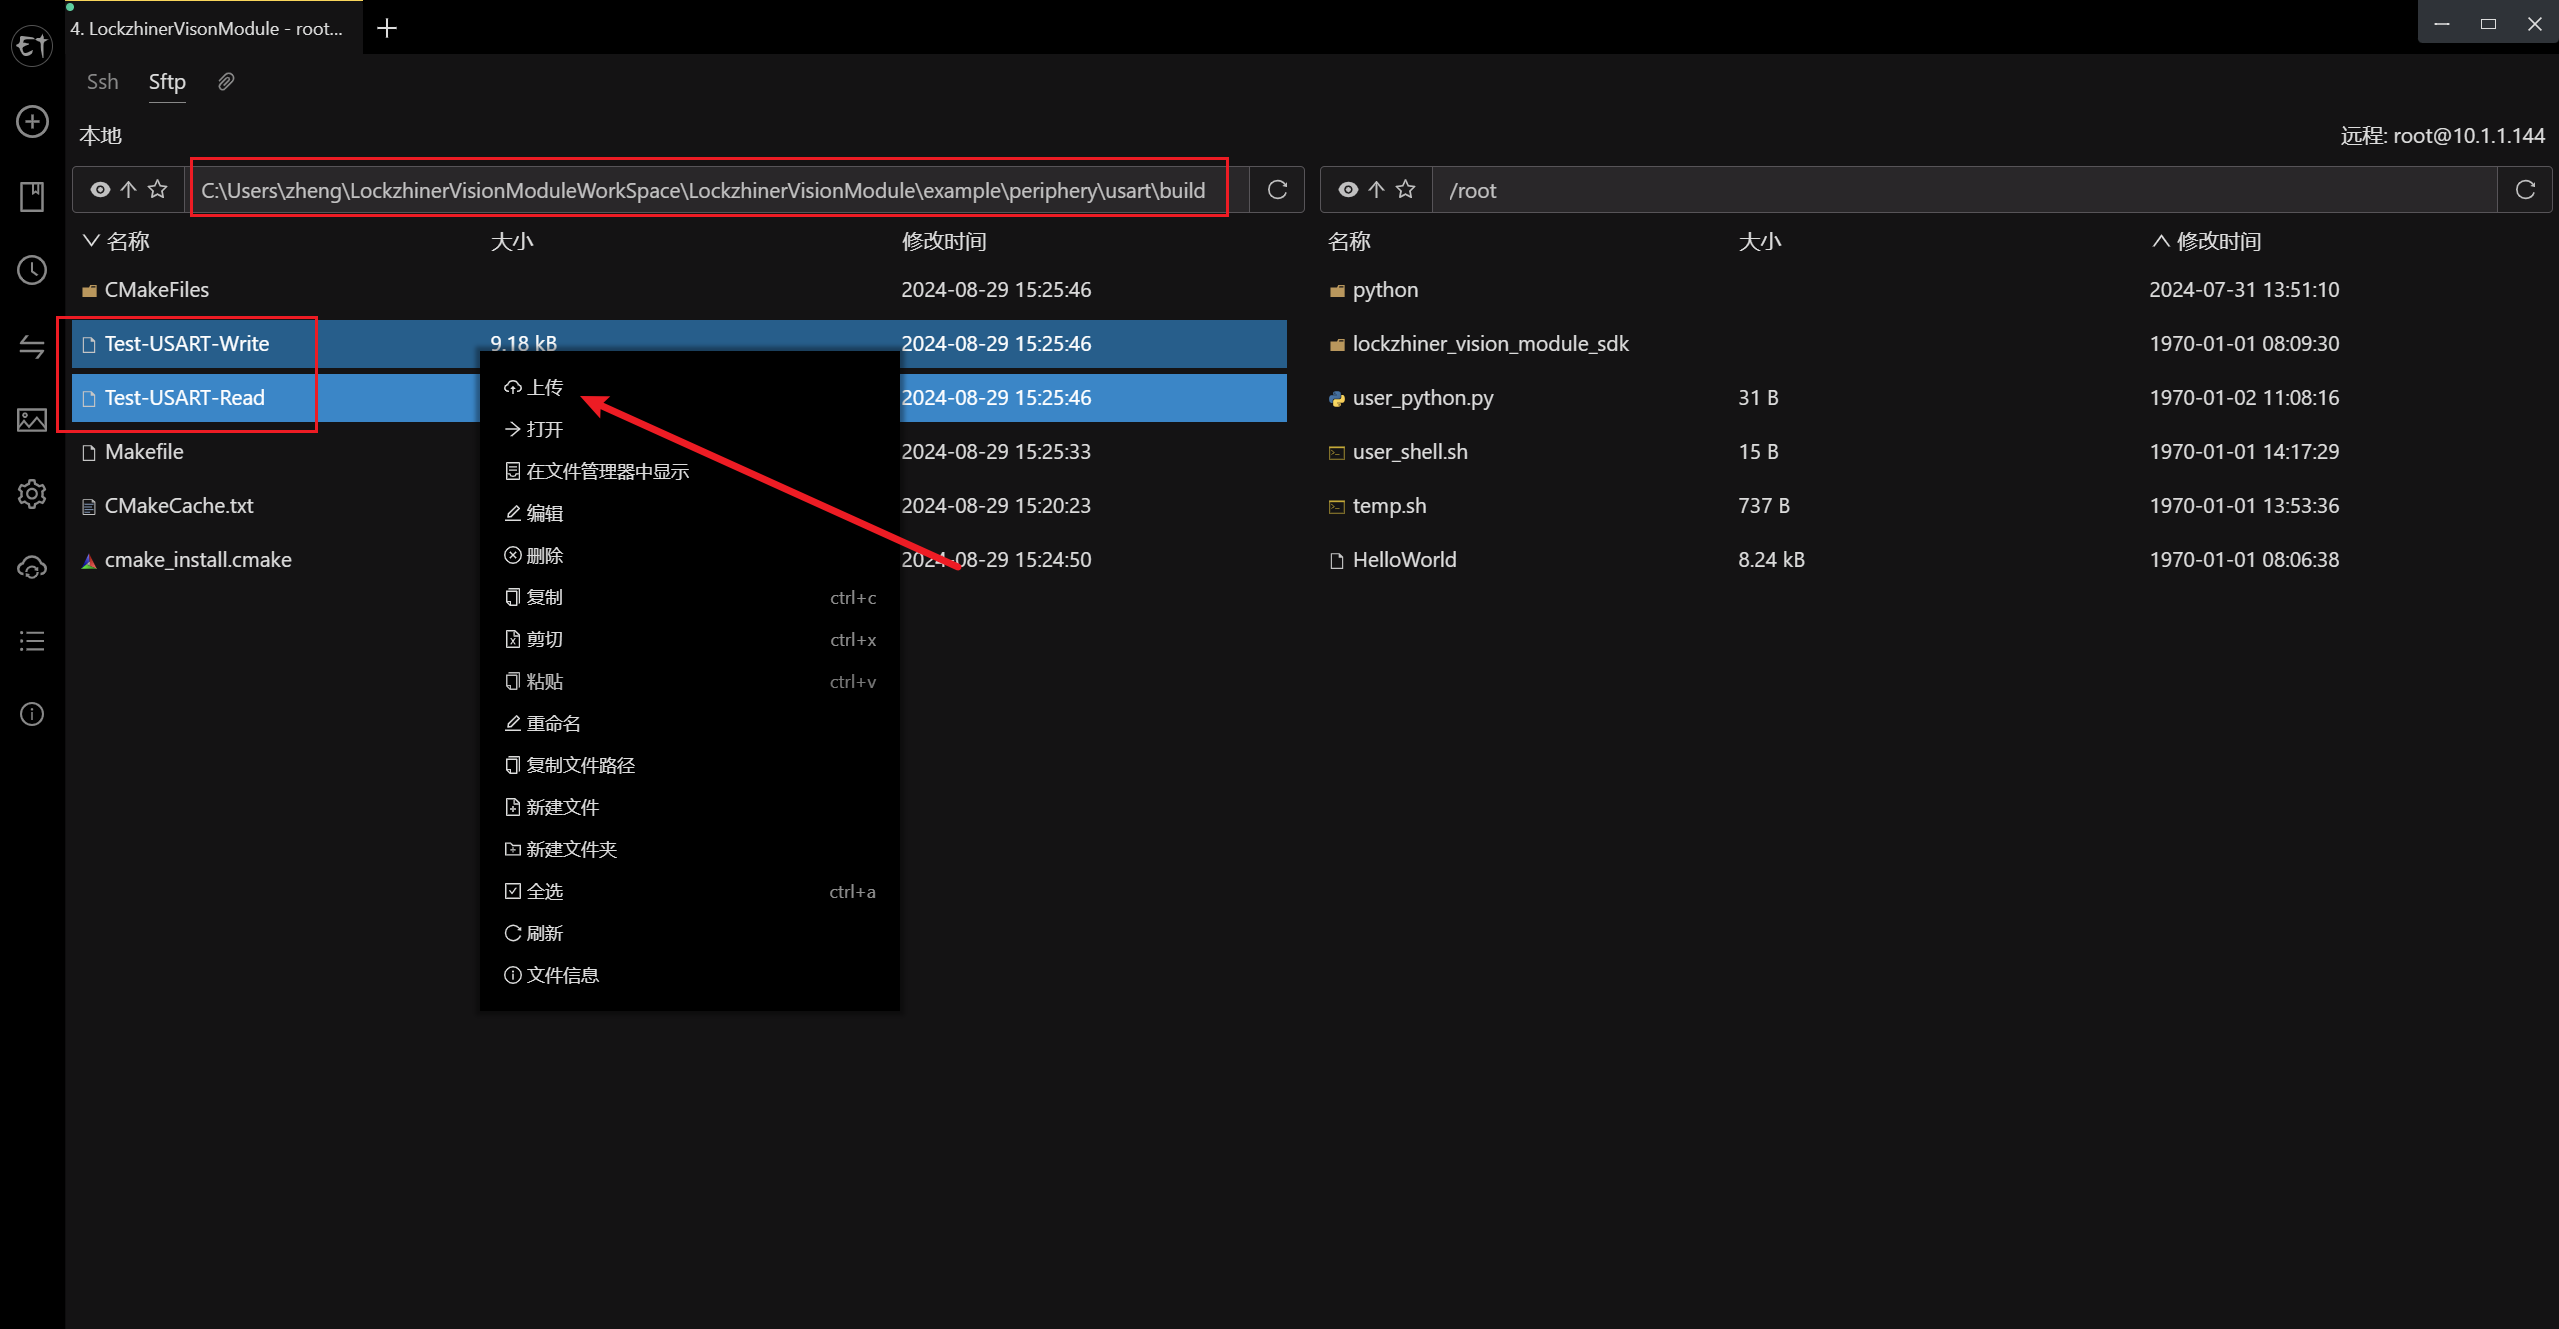 4. LockzhinerVisonModule - root...
Ssh Sftp
本地
远程: root@10.1.1.144
C:\Users\zheng\LockzhinerVisionModuleWorkSpace\LockzhinerVisionModule\example\periphery\usart\build
/root
名称 大小 修改时间
名称 大小 修改时间
CMakeFiles 2024-08-29 15:25:46
python 2024-07-31 13:51:10
Test-USART-Write 9.18 kB 2024-08-29 15:25:46
lockzhiner_vision_module_sdk 1970-01-01 08:09:30
Test-USART-Read 2024-08-29 15:25:46
user_python.py 31 B 1970-01-02 11:08:16
Makefile 2024-08-29 15:25:33
user_shell.sh 15 B 1970-01-01 14:17:29
CMakeCache.txt 2024-08-29 15:20:23
temp.sh 737 B 1970-01-01 13:53:36
cmake_install.cmake 2024-08-29 15:24:50
HelloWorld 8.24 kB 1970-01-01 08:06:38
上传
打开
在文件管理器中显示
编辑
删除
复制 ctrl+c
剪切 ctrl+x
粘贴 ctrl+v
重命名
复制文件路径
新建文件
新建文件夹
全选 ctrl+a
刷新
文件信息